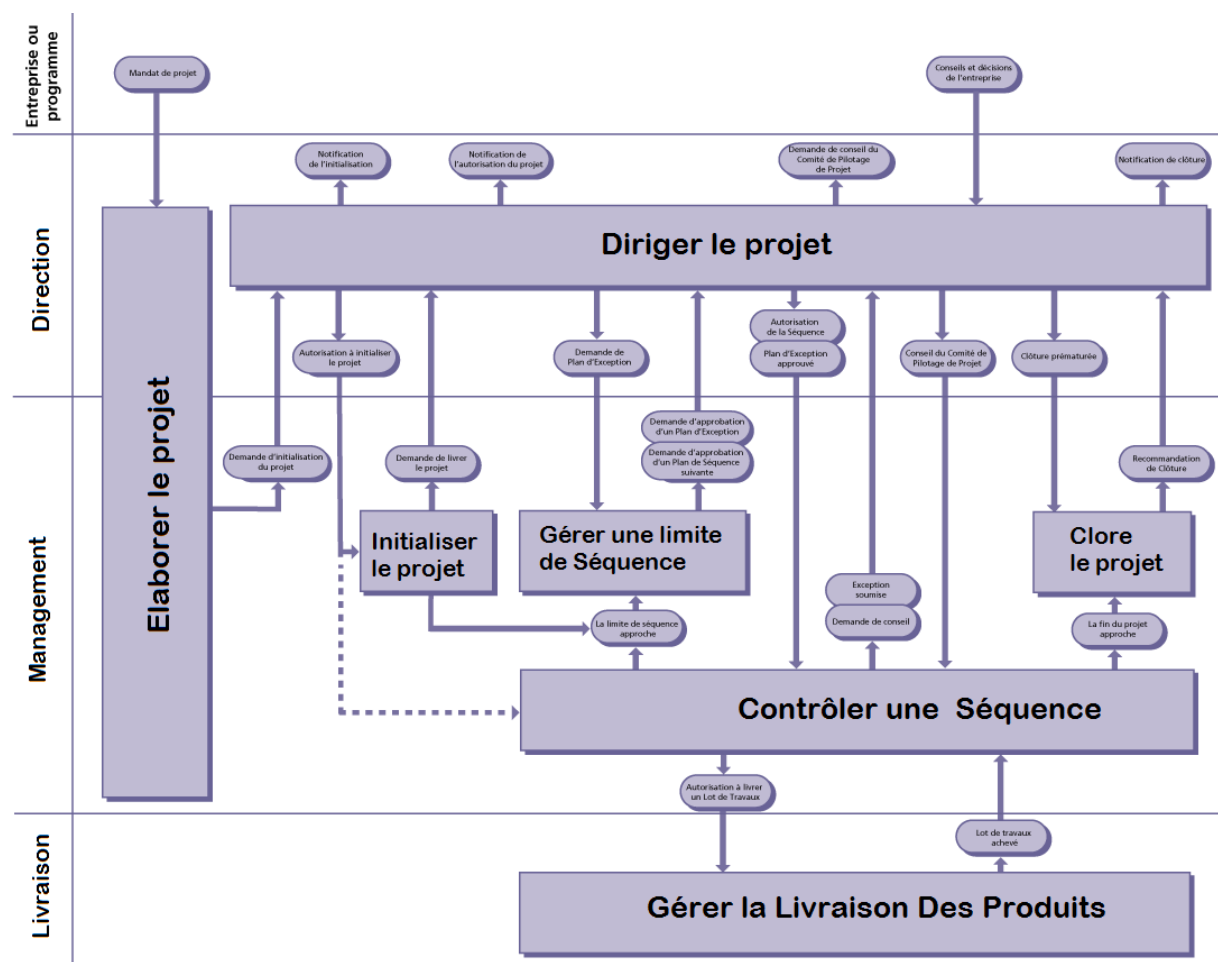 Entreprise ou
programme
Mandat de projet
Conseils et décisions
de l'entreprise
Direction
Notification
de l'initialisation
Notification de
l'autorisation du projet
Demande de conseil du
Comité de Pilotage
de Projet
Notification de clôture
Diriger le projet
Autorisation à initialiser
le projet
Demande de
Plan d'Exception
Autorisation
de la Séquence
Plan d'Exception
approuvé
Conseil du Comité de
Pilotage de Projet
Clôture prématurée
Elaborer le projet
Management
Demande d'initialisation
du projet
Demande de livrer
le projet
Demande d'approbation
d'un Plan d'Exception
Demande d'approbation
d'un Plan de Séquence
suivante
Recommandation
de Clôture
Initialiser
le projet
Gérer une limite
de Séquence
Clore
le projet
Exception
soumise
Demande de conseil
La limite de séquence
approche
La fin du projet
approche
Contrôler une  Séquence
Autorisation à livrer
un Lot de Travaux
Livraison
Lot de travaux
achevé
Gérer la Livraison Des Produits